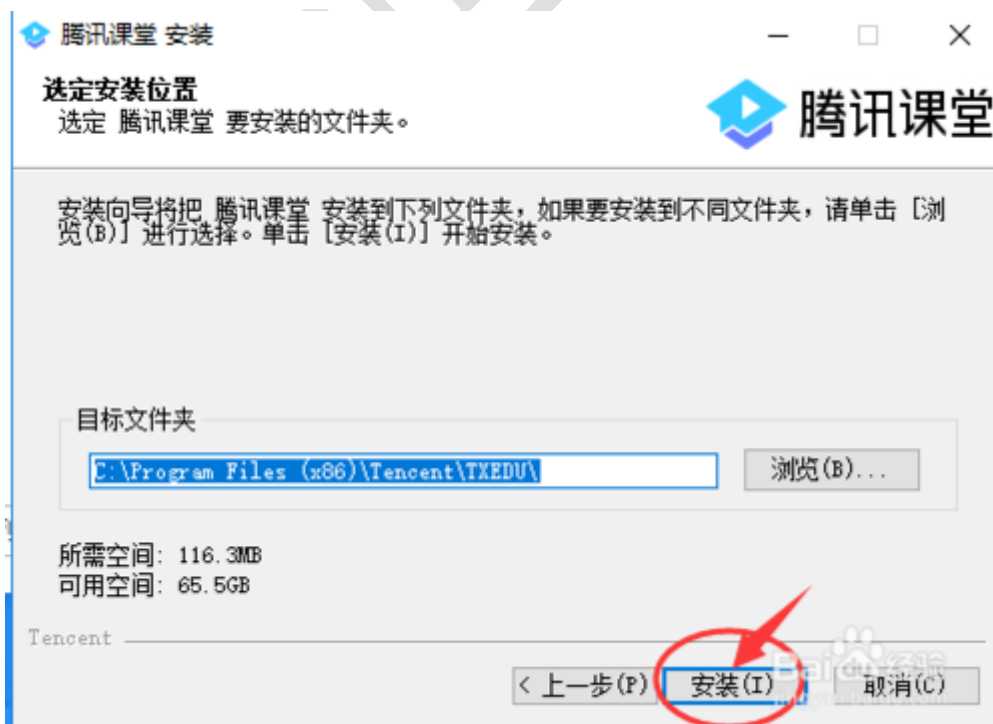 腾讯课堂 安装
选定安装位置
选定 腾讯课堂 要安装的文件夹。
腾讯课堂
安装向导将把 腾讯课堂 安装到下列文件夹，如果要安装到不同文件夹，请单击 [浏
览(B)] 进行选择。单击 [安装(I)] 开始安装。
目标文件夹
C:\Program Files (x86)\Tencent\TXEDU\
浏览(B)...
所需空间: 116.3MB
可用空间: 65.5GB
Tencent
< 上一步(P)
安装(I)
取消(C)
Bai du 经验